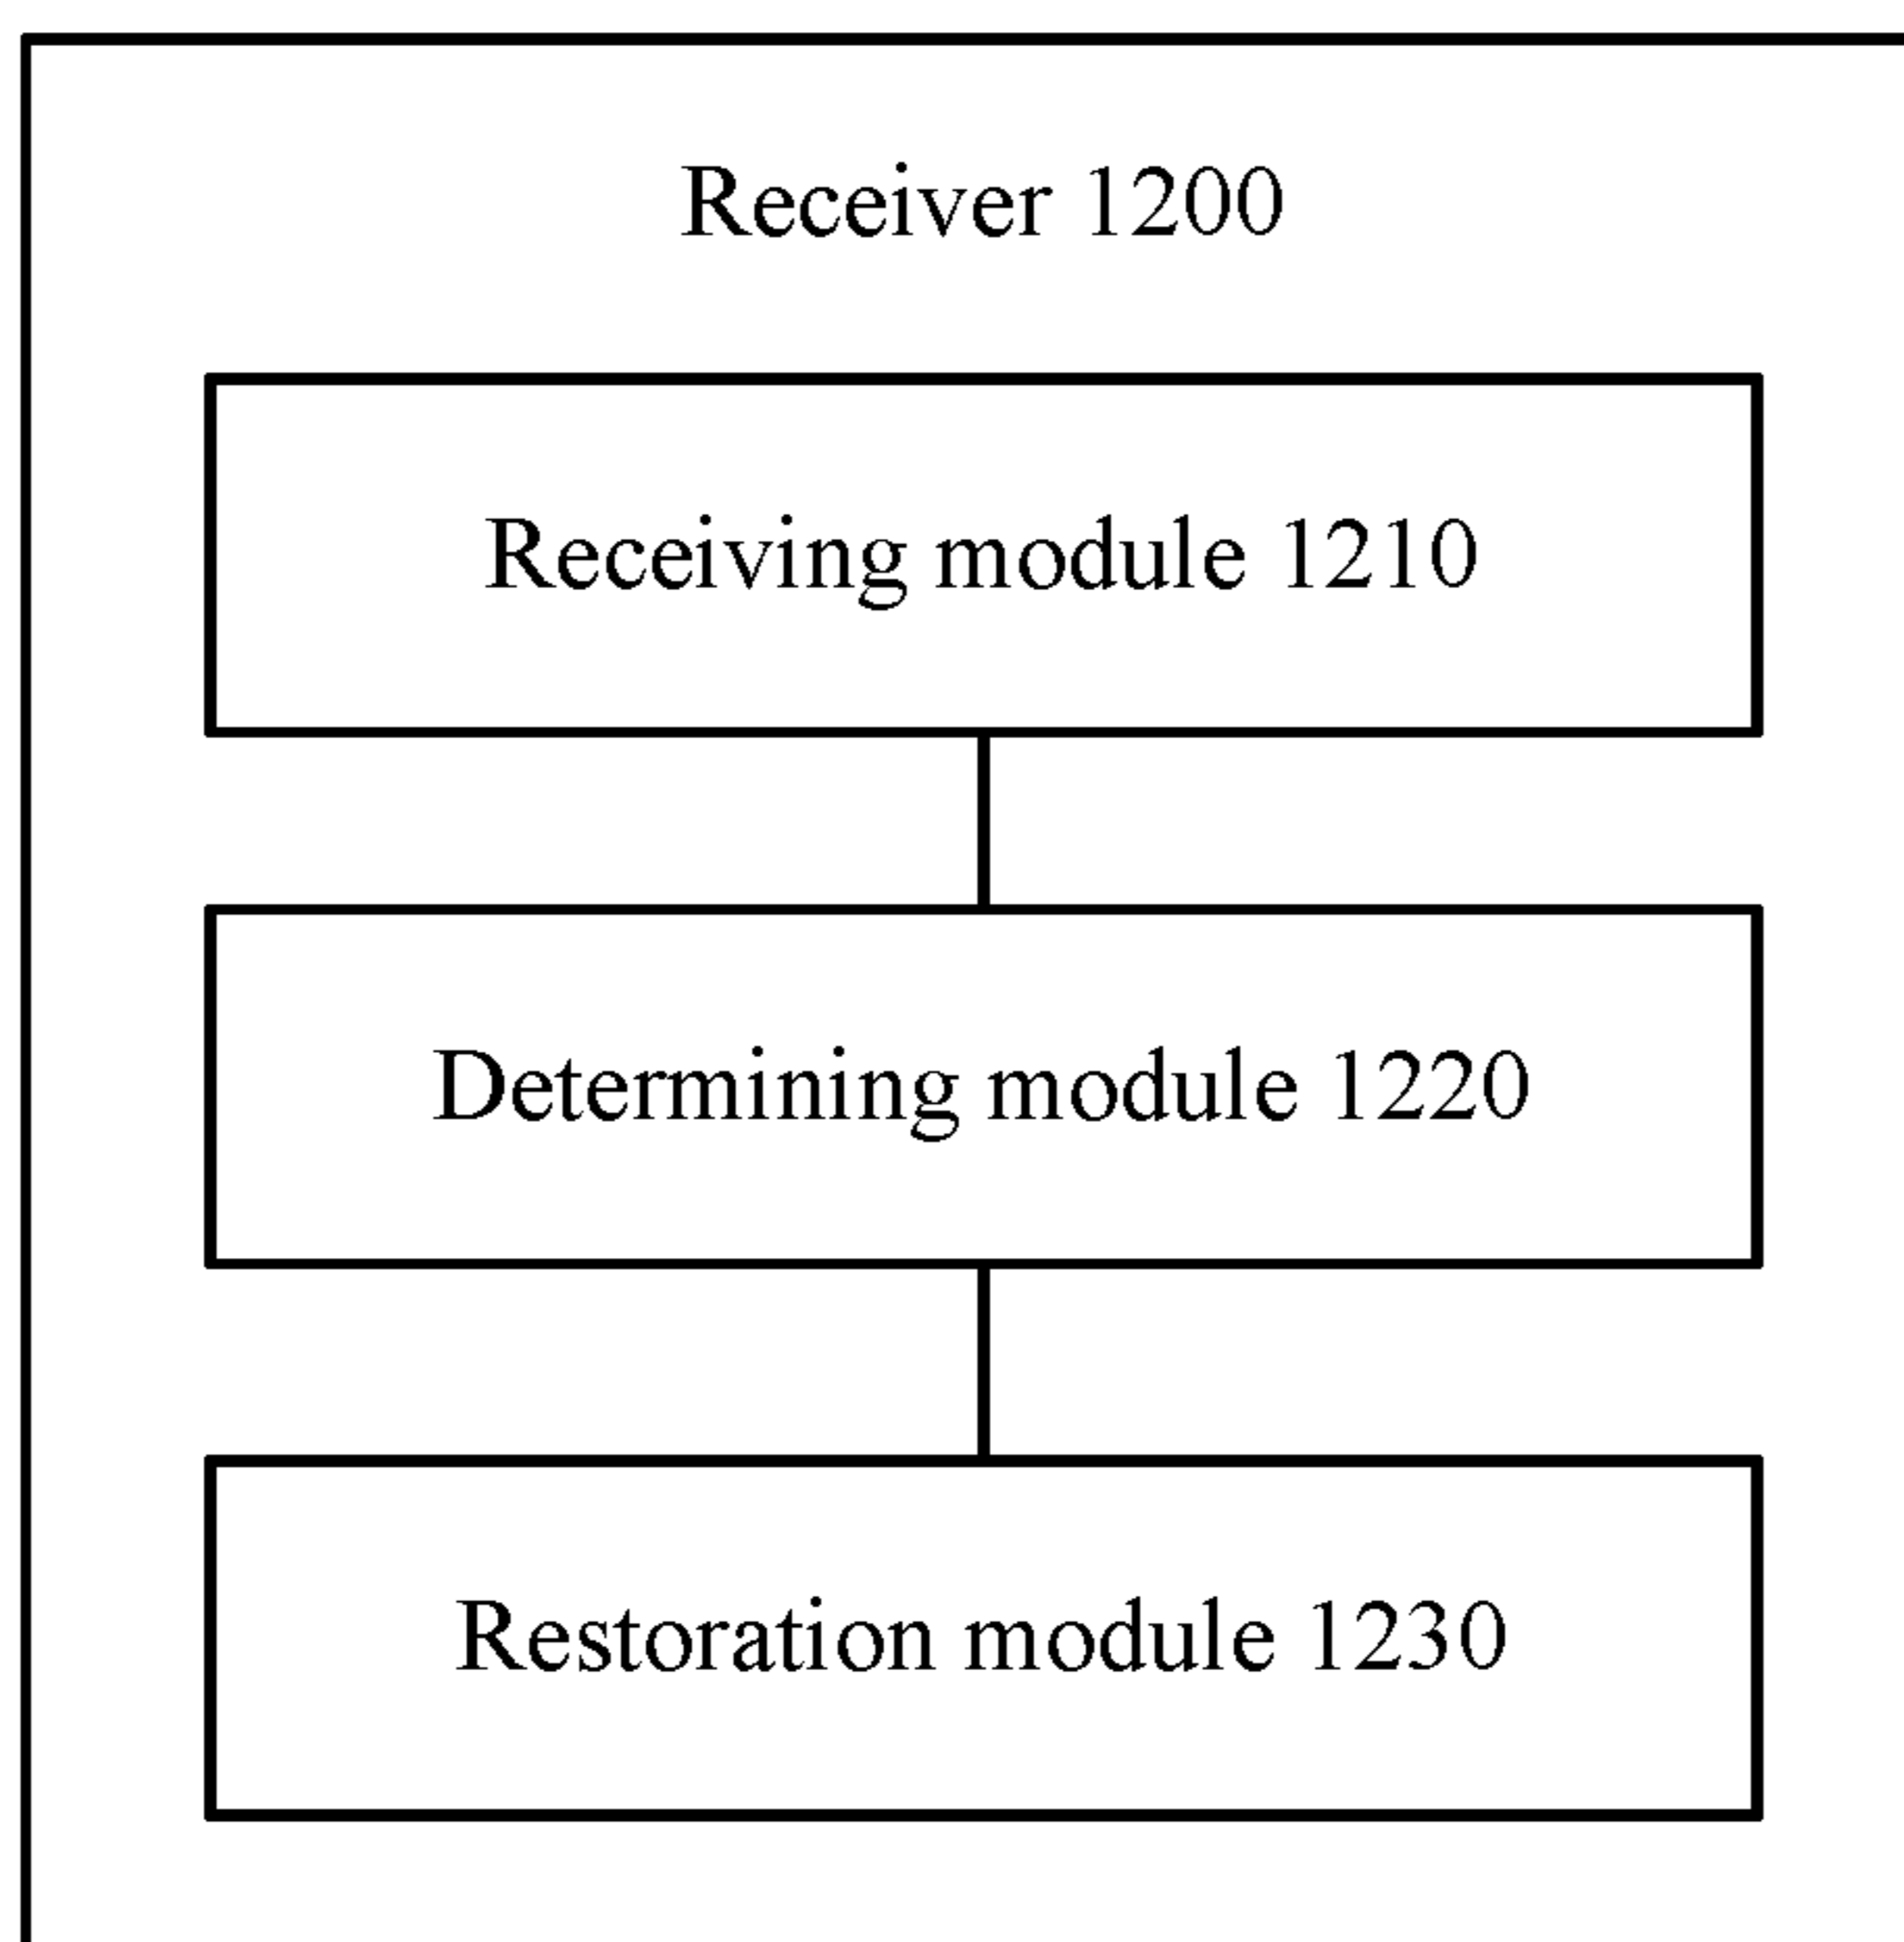 Receiver 1200
Receiving module 1210
Determining module 1220
Restoration module 1230